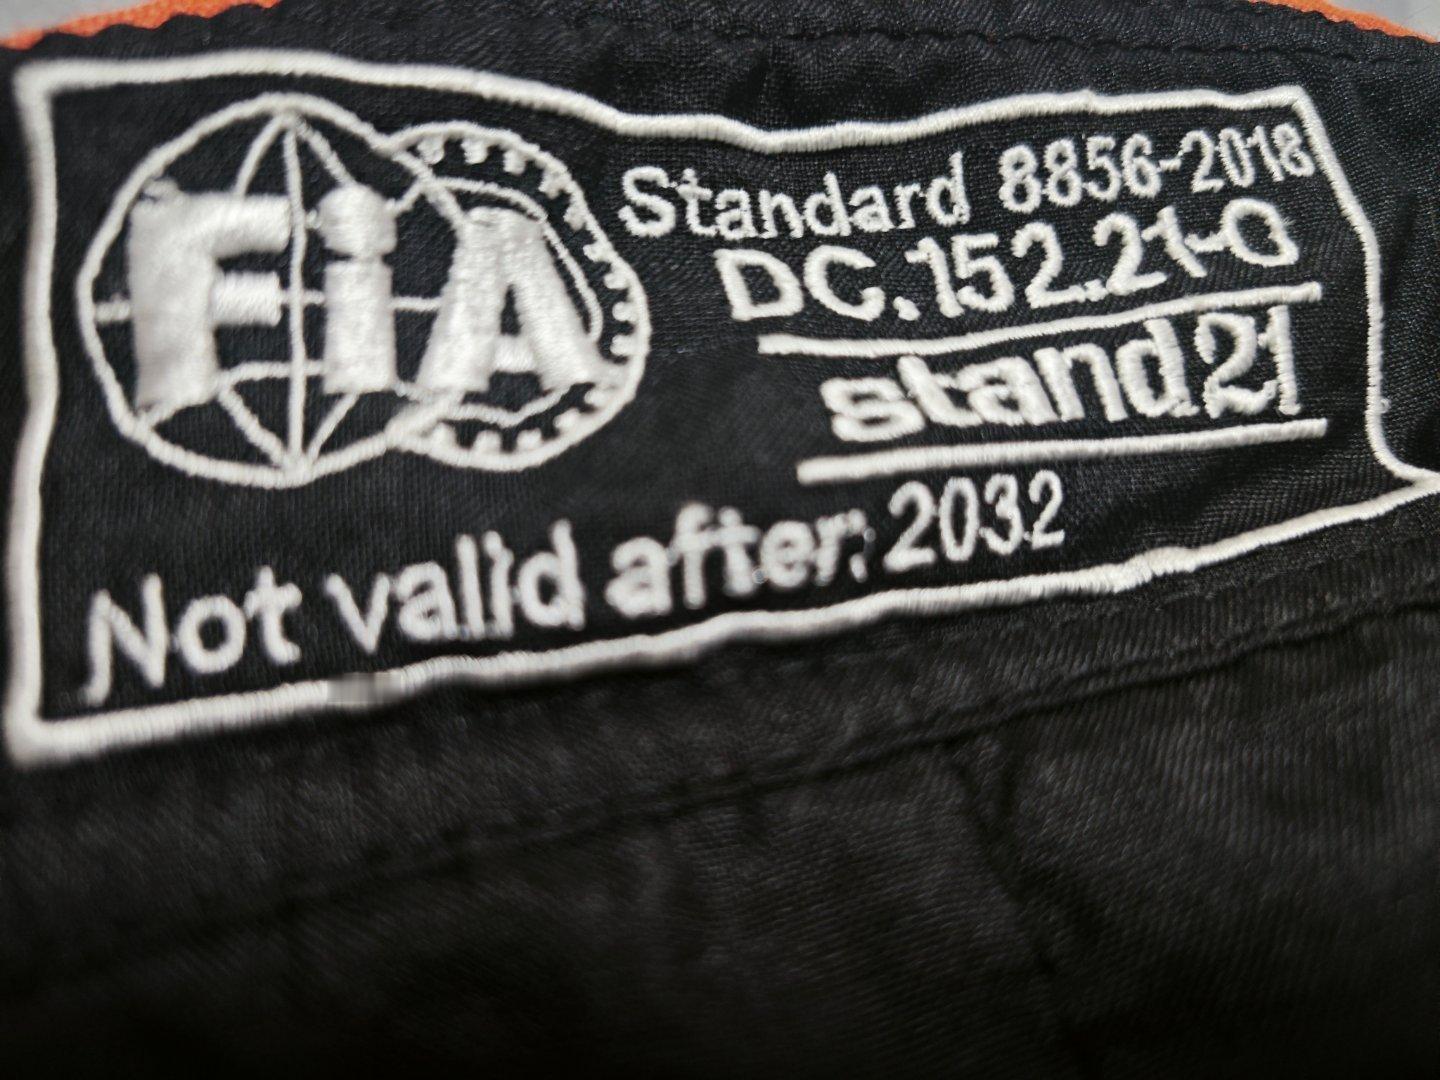 FiA
Standard 8856-2018
DC.152.21-O
stand21
Not valid after: 2032